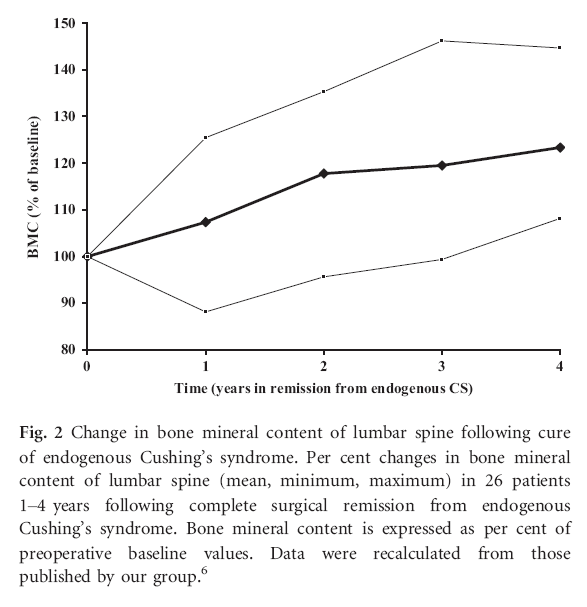 150
140
130
120
110
100
90
80
BMC (% of baseline)
0 1 2 3 4
Time (years in remission from endogenous CS)
Fig. 2 Change in bone mineral content of lumbar spine following cure
of endogenous Cushing's syndrome. Per cent changes in bone mineral
content of lumbar spine (mean, minimum, maximum) in 26 patients
1–4 years following complete surgical remission from endogenous
Cushing's syndrome. Bone mineral content is expressed as per cent of
preoperative baseline values. Data were recalculated from those
published by our group.6